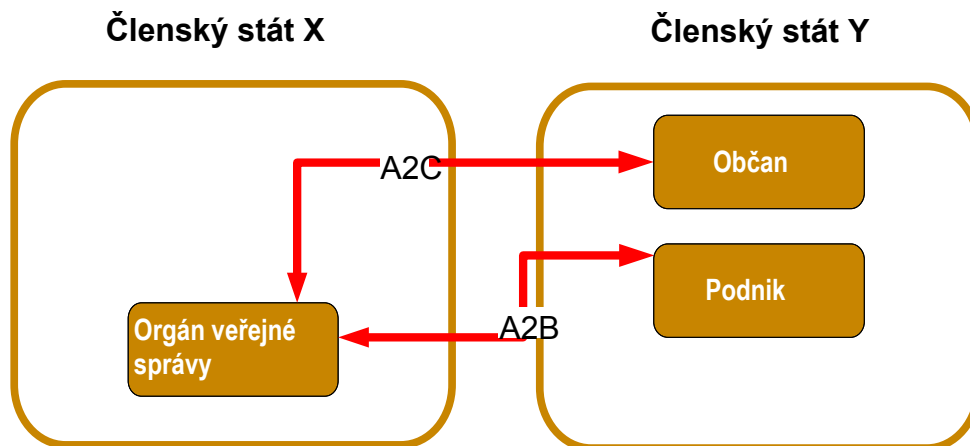 Členský stát X
Členský stát Y
Občan
A2C
Podnik
Orgán veřejné
správy
A2B